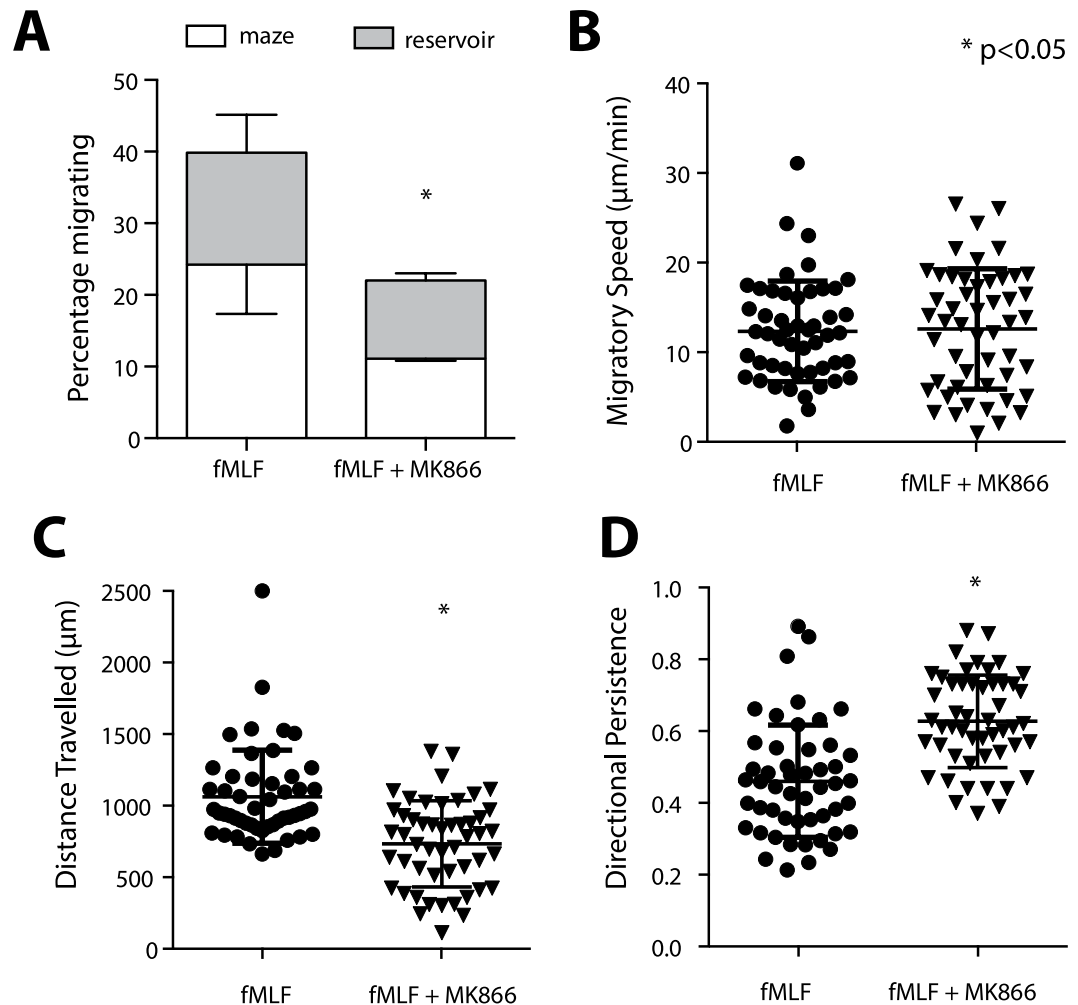 A
maze
reservoir
50
40
30
20
10
0
Percentage migrating
*
fMLF
fMLF + MK866
B
* p<0.05
40
30
20
10
0
Migratory Speed (μm/min)
fMLF
fMLF + MK866
C
2500
2000
1500
1000
500
0
Distance Travelled (μm)
*
fMLF
fMLF + MK866
D
1.0
0.8
0.6
0.4
0.2
0.0
Directional Persistence
*
fMLF
fMLF + MK866